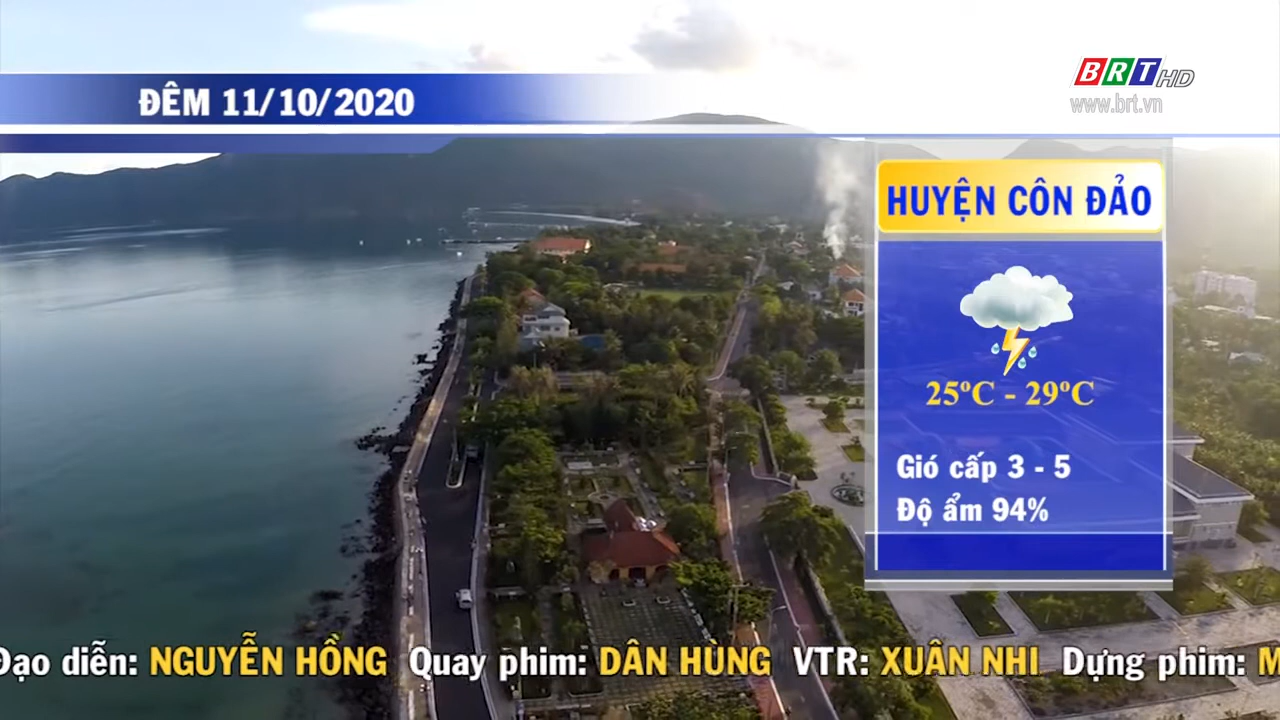 ĐÊM 11/10/2020
BRT HD
www.brt.vn
HUYỆN CÔN ĐẢO
25ºC - 29ºC
Gió cấp 3 - 5
Độ ẩm 94%
Đạo diễn: NGUYỄN HỒNG Quay phim: DÂN HÙNG VTR: XUÂN NHI Dựng phim: